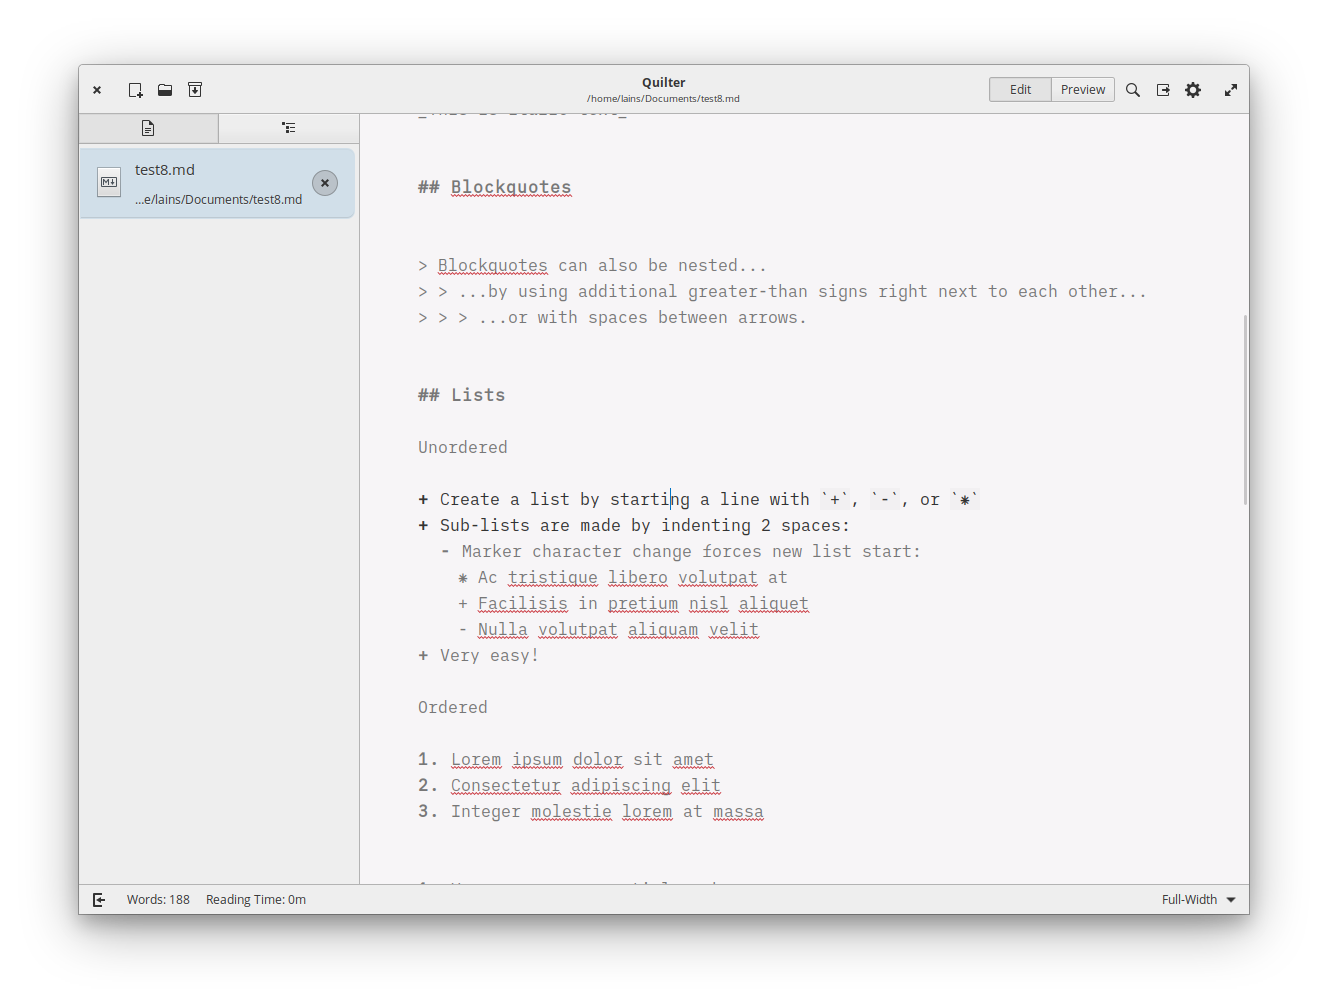 Quilter
/home/lains/Documents/test8.md
Edit Preview
test8.md
...e/lains/Documents/test8.md
## Blockquotes
> Blockquotes can also be nested...
> > ...by using additional greater-than signs right next to each other...
> > > ...or with spaces between arrows.
## Lists
Unordered
+ Create a list by starting a line with `+`, `-`, or `*`
+ Sub-lists are made by indenting 2 spaces:
- Marker character change forces new list start:
* Ac tristique libero volutpat at
+ Facilisis in pretium nisl aliquet
- Nulla volutpat aliquam velit
+ Very easy!
Ordered
1. Lorem ipsum dolor sit amet
2. Consectetur adipiscing elit
3. Integer molestie lorem at massa
Words: 188 Reading Time: 0m
Full-Width